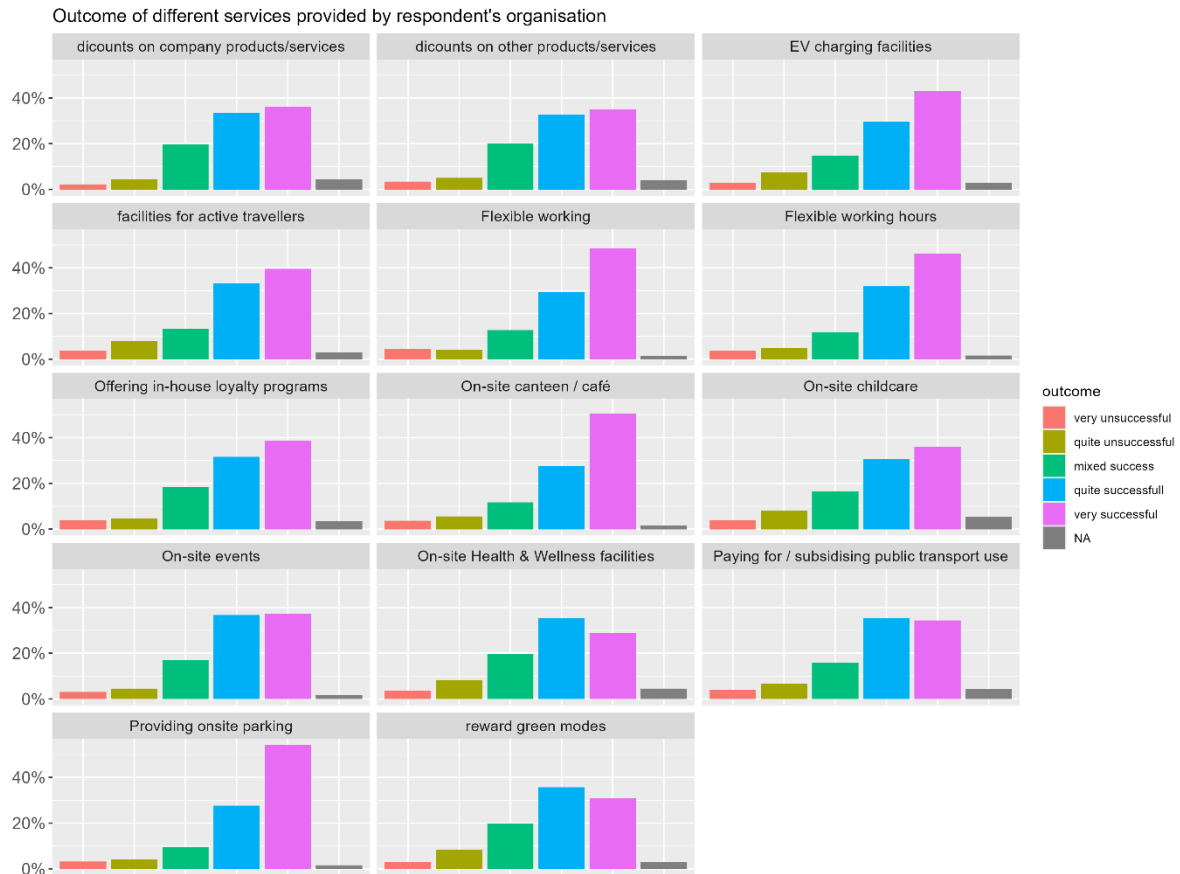 Outcome of different services provided by respondent's organisation
dicounts on company products/services
dicounts on other products/services
EV charging facilities
40%
20%
0%
facilities for active travellers
Flexible working
Flexible working hours
40%
20%
0%
Offering in-house loyalty programs
On-site canteen / café
On-site childcare
40%
20%
0%
On-site events
On-site Health & Wellness facilities
Paying for / subsidising public transport use
40%
20%
0%
Providing onsite parking
reward green modes
40%
20%
0%
outcome
very unsuccessful
quite unsuccessful
mixed success
quite successfull
very successful
NA